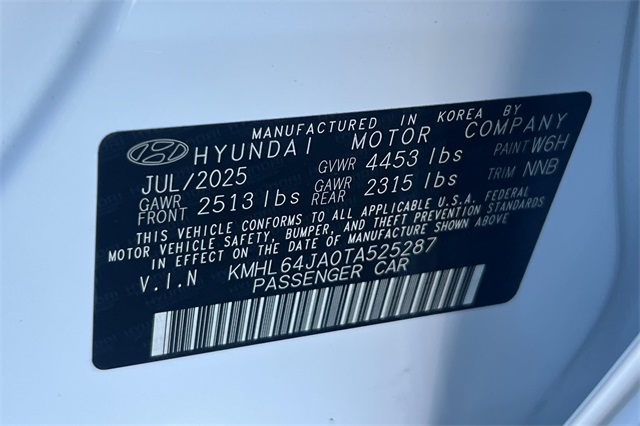 MANUFACTURED IN KOREA BY
HYUNDAI MOTOR COMPANY
JUL/2025 GVWR 4453 lbs PAINT W6H
GAWR FRONT 2513 lbs GAWR REAR 2315 lbs TRIM NNB
THIS VEHICLE CONFORMS TO ALL APPLICABLE U.S.A. FEDERAL
MOTOR VEHICLE SAFETY, BUMPER, AND THEFT PREVENTION STANDARDS
IN EFFECT ON THE DATE OF MANUFACTURE SHOWN ABOVE
V.I.N KMHL64JA0TA525287
PASSENGER CAR